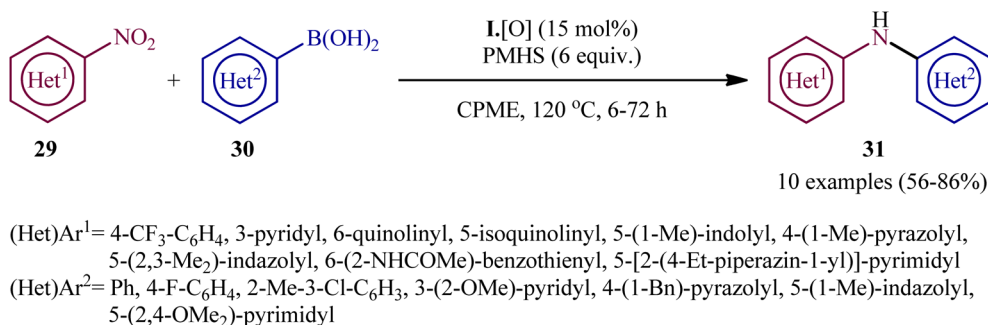 NO2
B(OH)2
I.[O] (15 mol%)
H
PMHS (6 equiv.)
N
Het1
+
Het2
Het1
Het2
CPME, 120 oC, 6-72 h
29
30
31
10 examples (56-86%)
(Het)Ar1= 4-CF3-C6H4, 3-pyridyl, 6-quinolinyl, 5-isoquinolinyl, 5-(1-Me)-indolyl, 4-(1-Me)-pyrazolyl,
5-(2,3-Me2)-indazolyl, 6-(2-NHCOMe)-benzothienyl, 5-[2-(4-Et-piperazin-1-yl)]-pyrimidyl
(Het)Ar2= Ph, 4-F-C6H4, 2-Me-3-Cl-C6H3, 3-(2-OMe)-pyridyl, 4-(1-Bn)-pyrazolyl, 5-(1-Me)-indazolyl,
5-(2,4-OMe2)-pyrimidyl